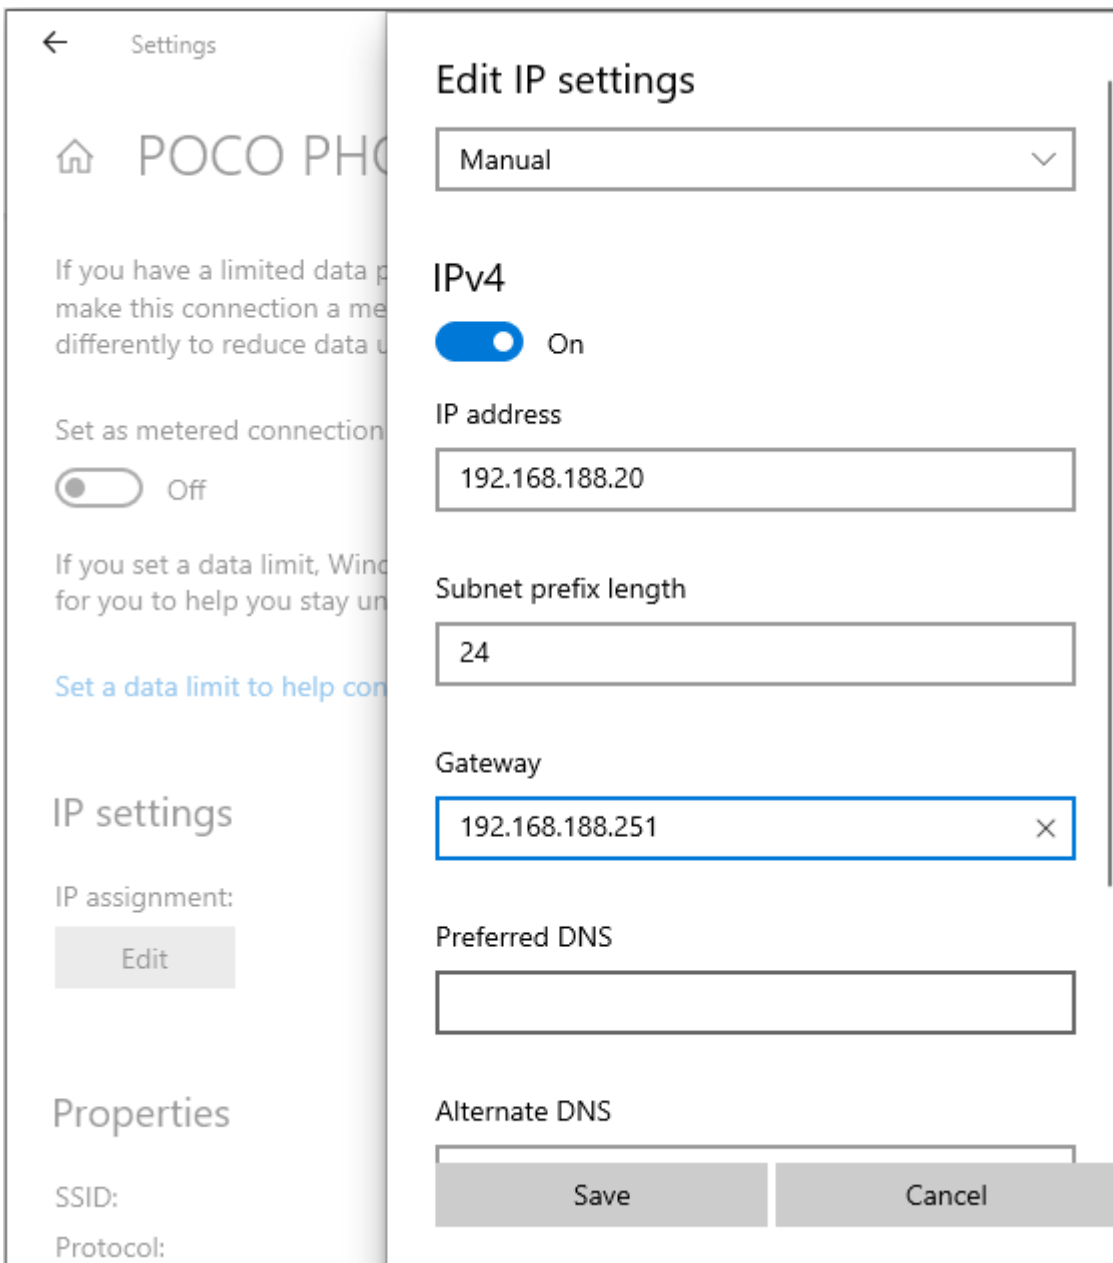 Settings
POCO PHO
If you have a limited data p
make this connection a me
differently to reduce data u
Set as metered connection
Off
If you set a data limit, Wind
for you to help you stay un
Set a data limit to help con
IP settings
IP assignment:
Edit
Properties
SSID:
Protocol:
Edit IP settings
Manual
IPv4
On
IP address
192.168.188.20
Subnet prefix length
24
Gateway
192.168.188.251
Preferred DNS
Alternate DNS
Save
Cancel